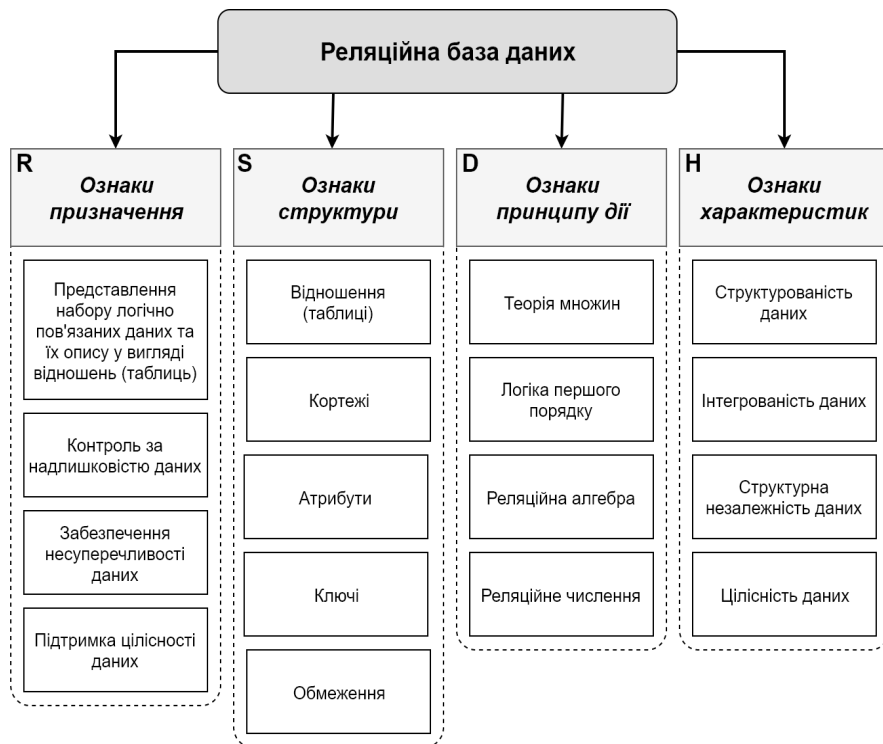 Реляційна база даних
R
Ознаки
призначення
Представлення
набору логічно
пов'язаних даних та
їх опису у вигляді
відношень (таблиць)
Контроль за
надлишковістю даних
Забезпечення
несуперечливості
даних
Підтримка цілісності
даних
S
Ознаки
структури
Відношення
(таблиці)
Кортежі
Атрибути
Ключі
Обмеження
D
Ознаки
принципу дії
Теорія множин
Логіка першого
порядку
Реляційна алгебра
Реляційне числення
H
Ознаки
характеристик
Структурованість
даних
Інтегрованість даних
Структурна
незалежність даних
Цілісність даних